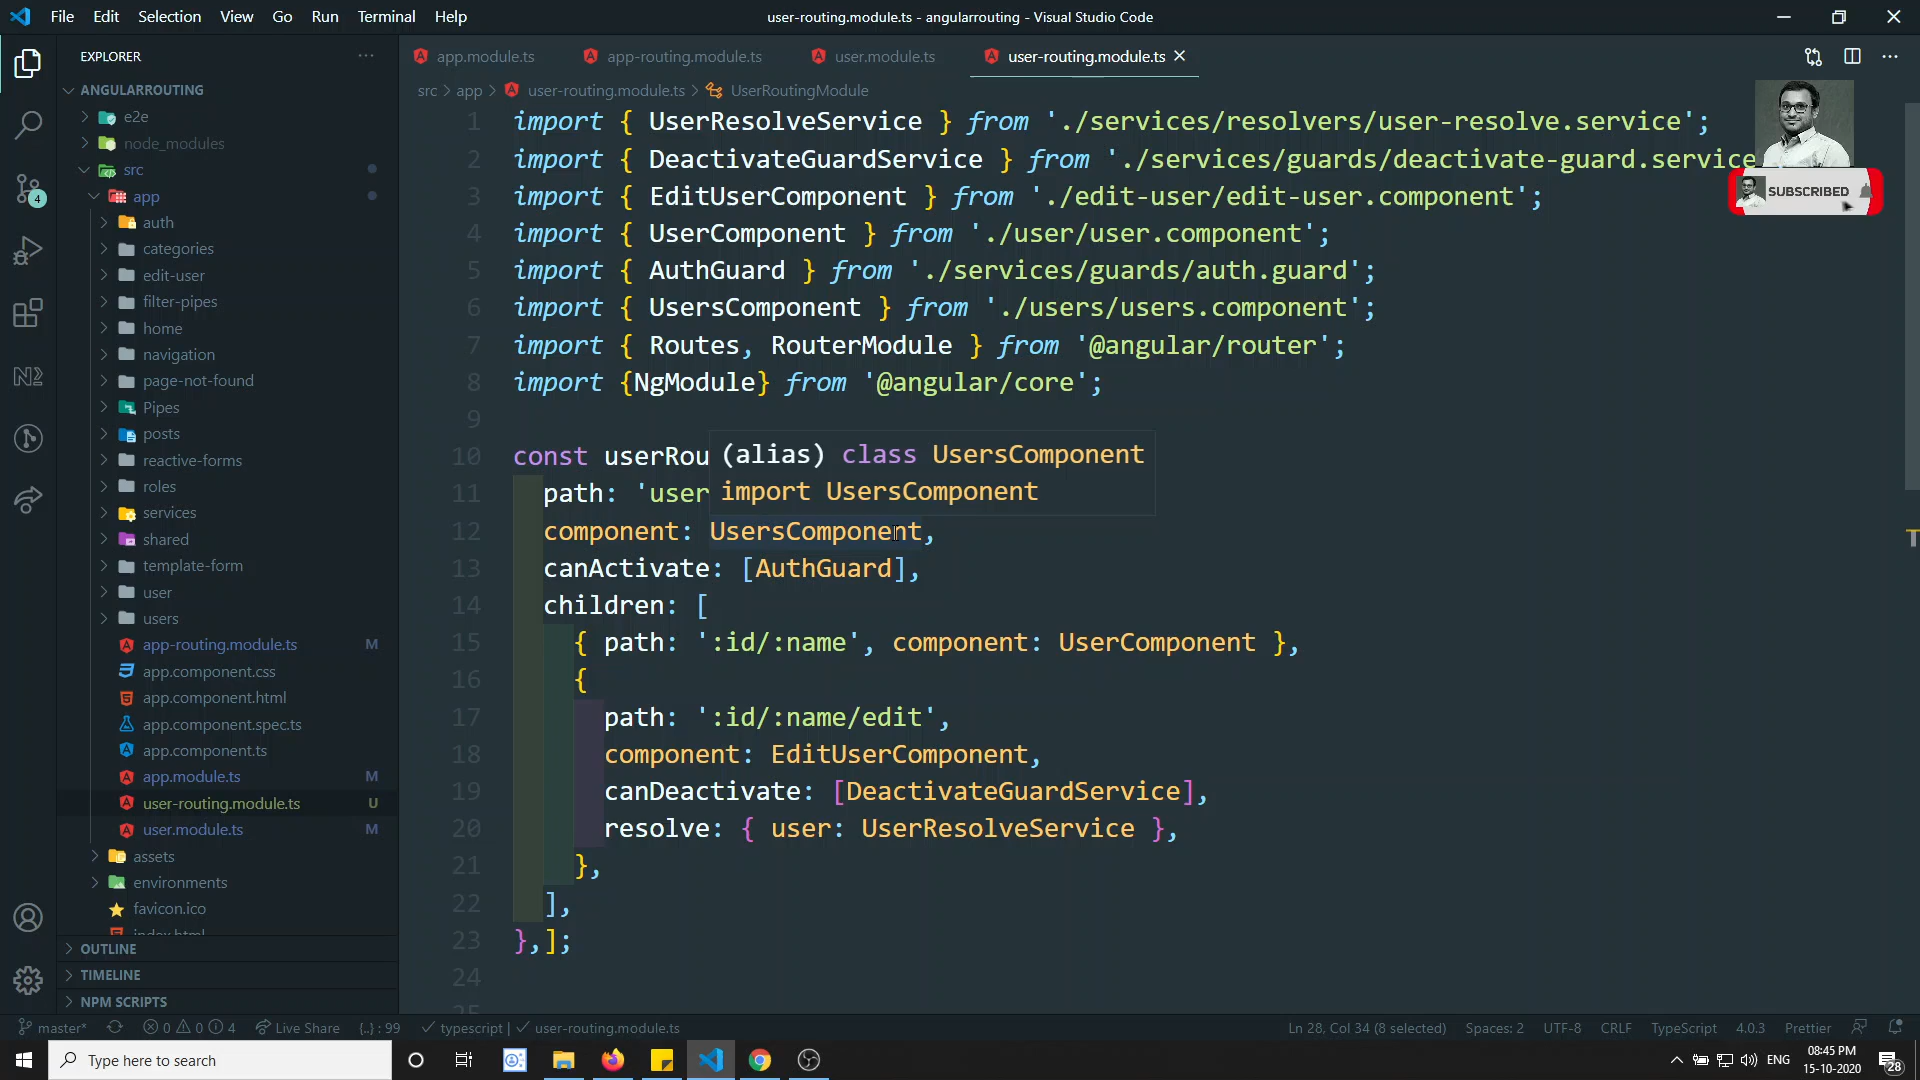 File Edit Selection View Go Run Terminal Help
user-routing.module.ts - angularrouting - Visual Studio Code
EXPLORER
ANGULARROUTING
e2e
node_modules
src
app
auth
categories
edit-user
filter-pipes
home
navigation
page-not-found
Pipes
posts
reactive-forms
roles
services
shared
template-form
user
users
app-routing.module.ts M
app.component.css
app.component.html
app.component.spec.ts
app.component.ts
app.module.ts M
user-routing.module.ts U
user.module.ts M
assets
environments
favicon.ico
index.html
OUTLINE
TIMELINE
NPM SCRIPTS
4
app.module.ts app-routing.module.ts user.module.ts user-routing.module.ts
src > app > user-routing.module.ts > UserRoutingModule
1 import { UserResolveService } from './services/resolvers/user-resolve.service';
2 import { DeactivateGuardService } from './services/guards/deactivate-guard.service
3 import { EditUserComponent } from './edit-user/edit-user.component';
4 import { UserComponent } from './user/user.component';
5 import { AuthGuard } from './services/guards/auth.guard';
6 import { UsersComponent } from './users/users.component';
7 import { Routes, RouterModule } from '@angular/router';
8 import {NgModule} from '@angular/core';
9
10 const userRou
(alias) class UsersComponent
import UsersComponent
11 path: 'user
12 component: UsersComponent,
13 canActivate: [AuthGuard],
14 children: [
15 { path: ':id/:name', component: UserComponent },
16 {
17 path: ':id/:name/edit',
18 component: EditUserComponent,
19 canDeactivate: [DeactivateGuardService],
20 resolve: { user: UserResolveService },
21 },
22 ],
23 },];
24
25
SUBSCRIBED
master* 0 0 4 Live Share {..} : 99 typescript | user-routing.module.ts
Ln 28, Col 34 (8 selected) Spaces: 2 UTF-8 CRLF TypeScript 4.0.3 Prettier
Type here to search
ENG
08:45 PM
15-10-2020
28